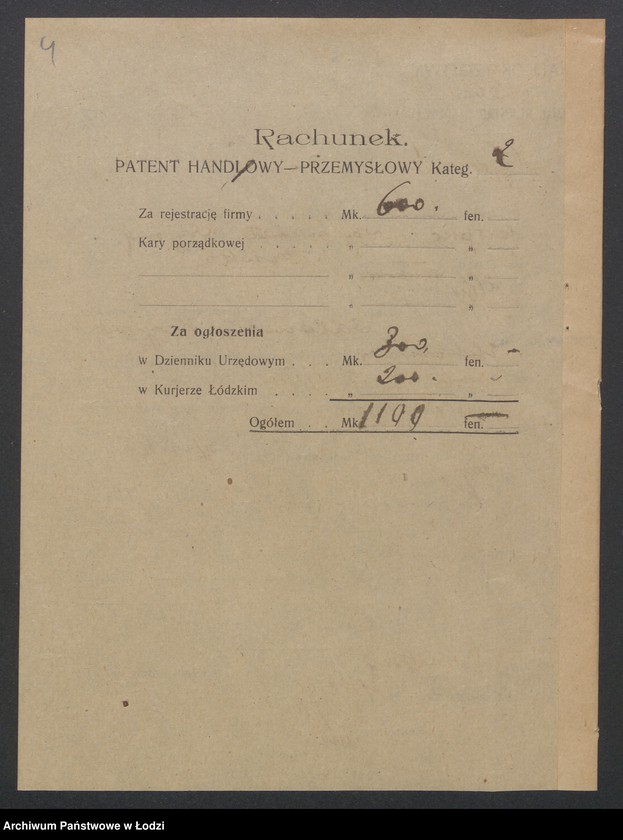 4
Rachunek.
PATENT HANDLOWY—PRZEMYSŁOWY Kateg. 2
Za rejestrację firmy . . . . . Mk. 600. fen.
Kary porządkowej . . . . . „ „
„ „
„ „
Za ogłoszenia
w Dzienniku Urzędowym . . . Mk. 300. fen. —
w Kurjerze Łódzkim . . . . „ 200. „
Ogółem . . Mk. 1100 fen. —
Archiwum Państwowe w Łodzi